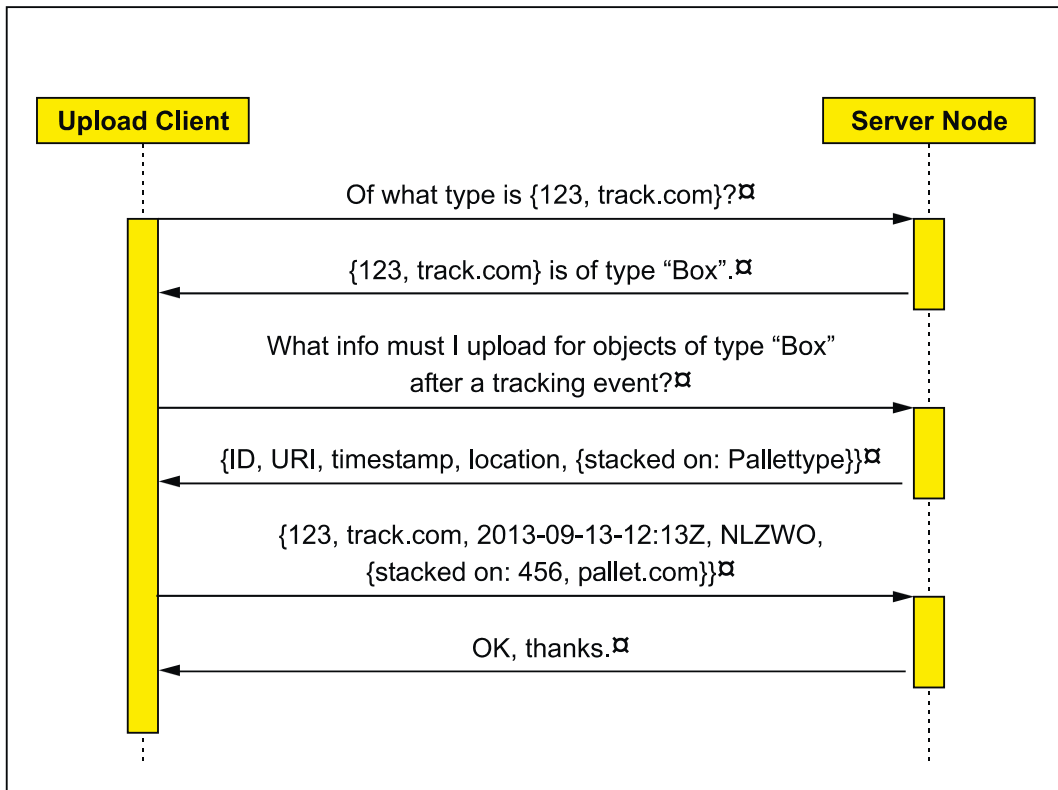 Upload Client
Server Node
Of what type is {123, track.com}?¤
{123, track.com} is of type “Box”.¤
What info must I upload for objects of type “Box”
after a tracking event?¤
{ID, URI, timestamp, location, {stacked on: Pallettype}}¤
{123, track.com, 2013-09-13-12:13Z, NLZWO,
{stacked on: 456, pallet.com}}¤
OK, thanks.¤